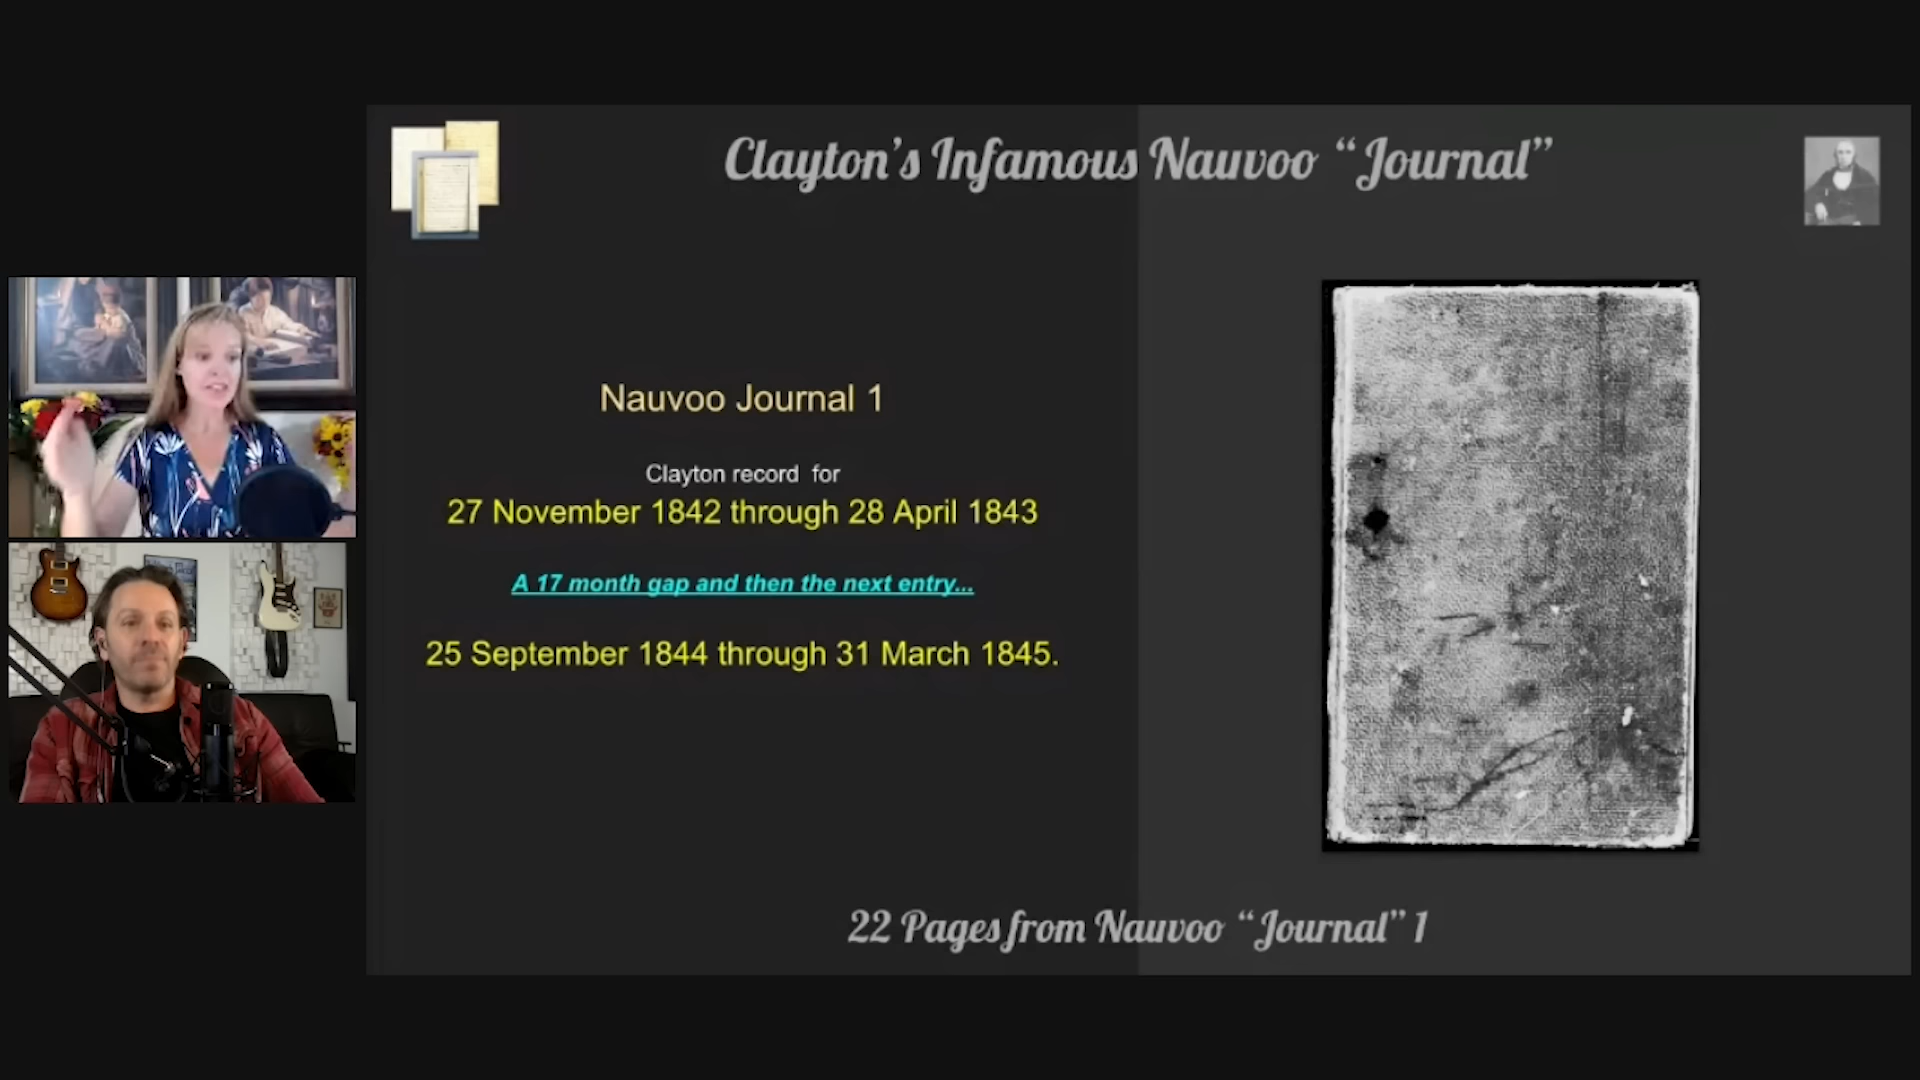 Clayton’s Infamous Nauvoo “Journal”
Nauvoo Journal 1
Clayton record for
27 November 1842 through 28 April 1843
A 17 month gap and then the next entry...
25 September 1844 through 31 March 1845.
22 Pages from Nauvoo “Journal” 1